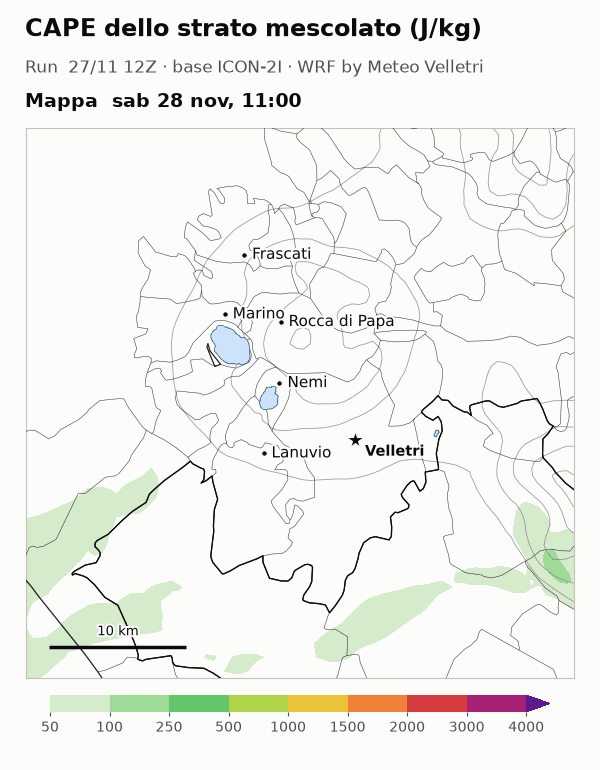 CAPE dello strato mescolato (J/kg)
Run  27/11 12Z · base ICON-2I · WRF by Meteo Velletri
Mappa  sab 28 nov, 11:00
Frascati
Marino
Rocca di Papa
Nemi
Velletri
Lanuvio
10 km
50 100 250 500 1000 1500 2000 3000 4000